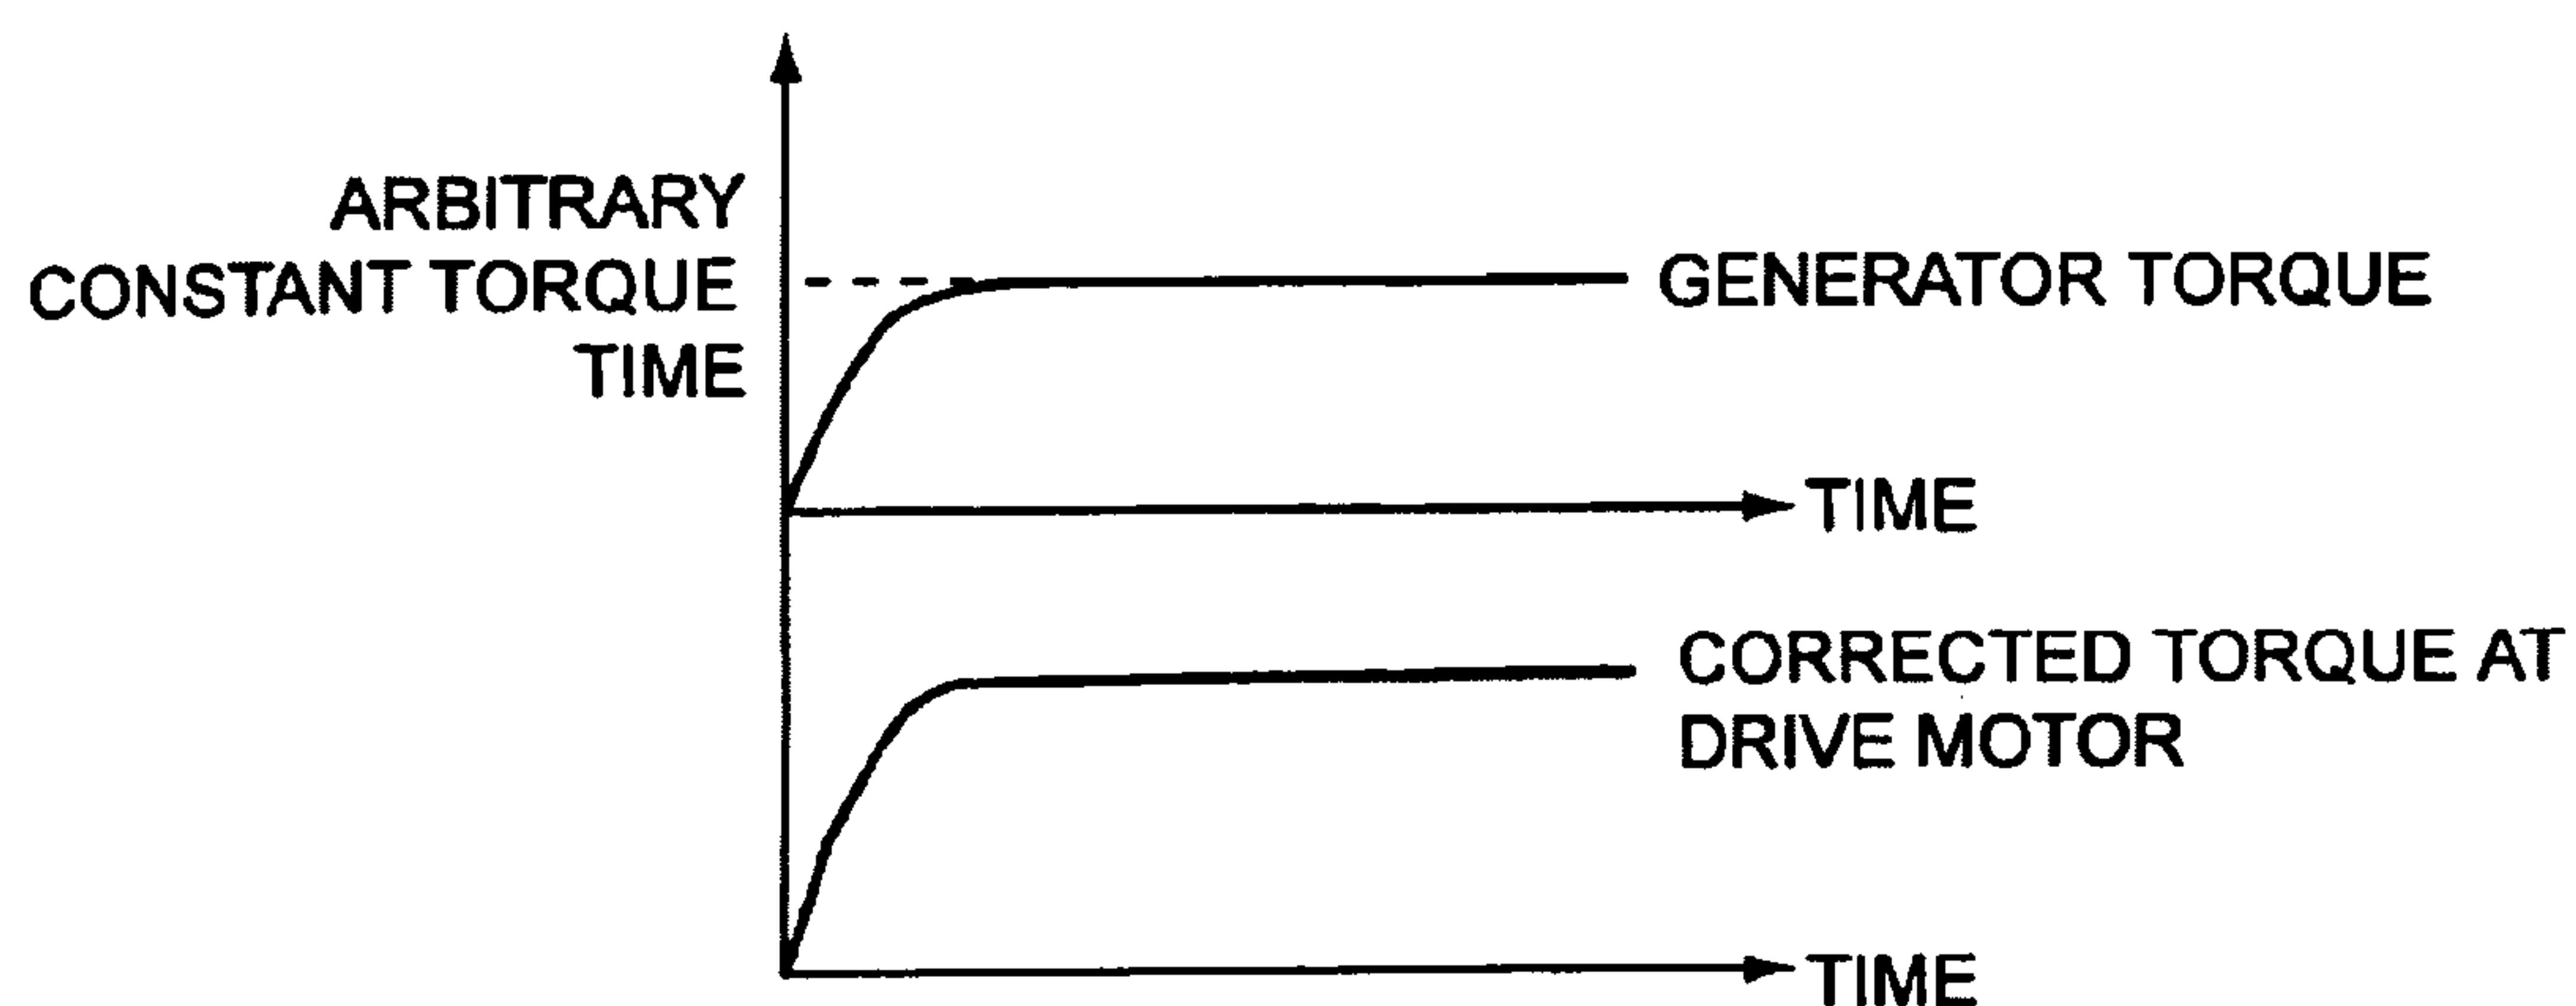 ARBITRARY
CONSTANT TORQUE
TIME
GENERATOR TORQUE
TIME
CORRECTED TORQUE AT
DRIVE MOTOR
TIME